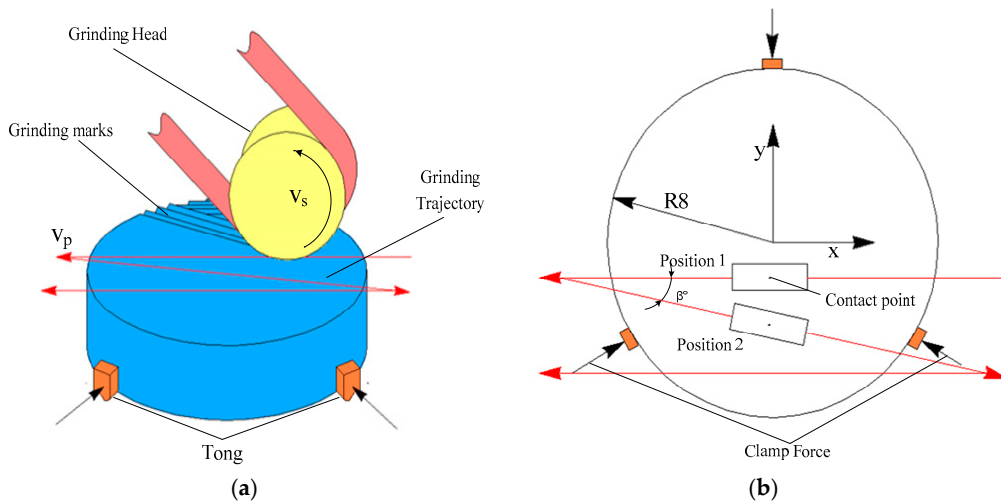 Grinding Head
Grinding marks
Grinding
Trajectory
Vs
Vp
Tong
(a)
y
R8
x
Position 1
Contact point
β°
Position 2
Clamp Force
(b)